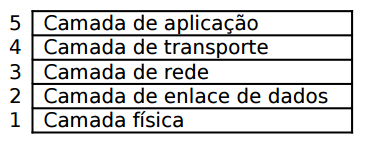 5 Camada de aplicação
4 Camada de transporte
3 Camada de rede
2 Camada de enlace de dados
1 Camada física